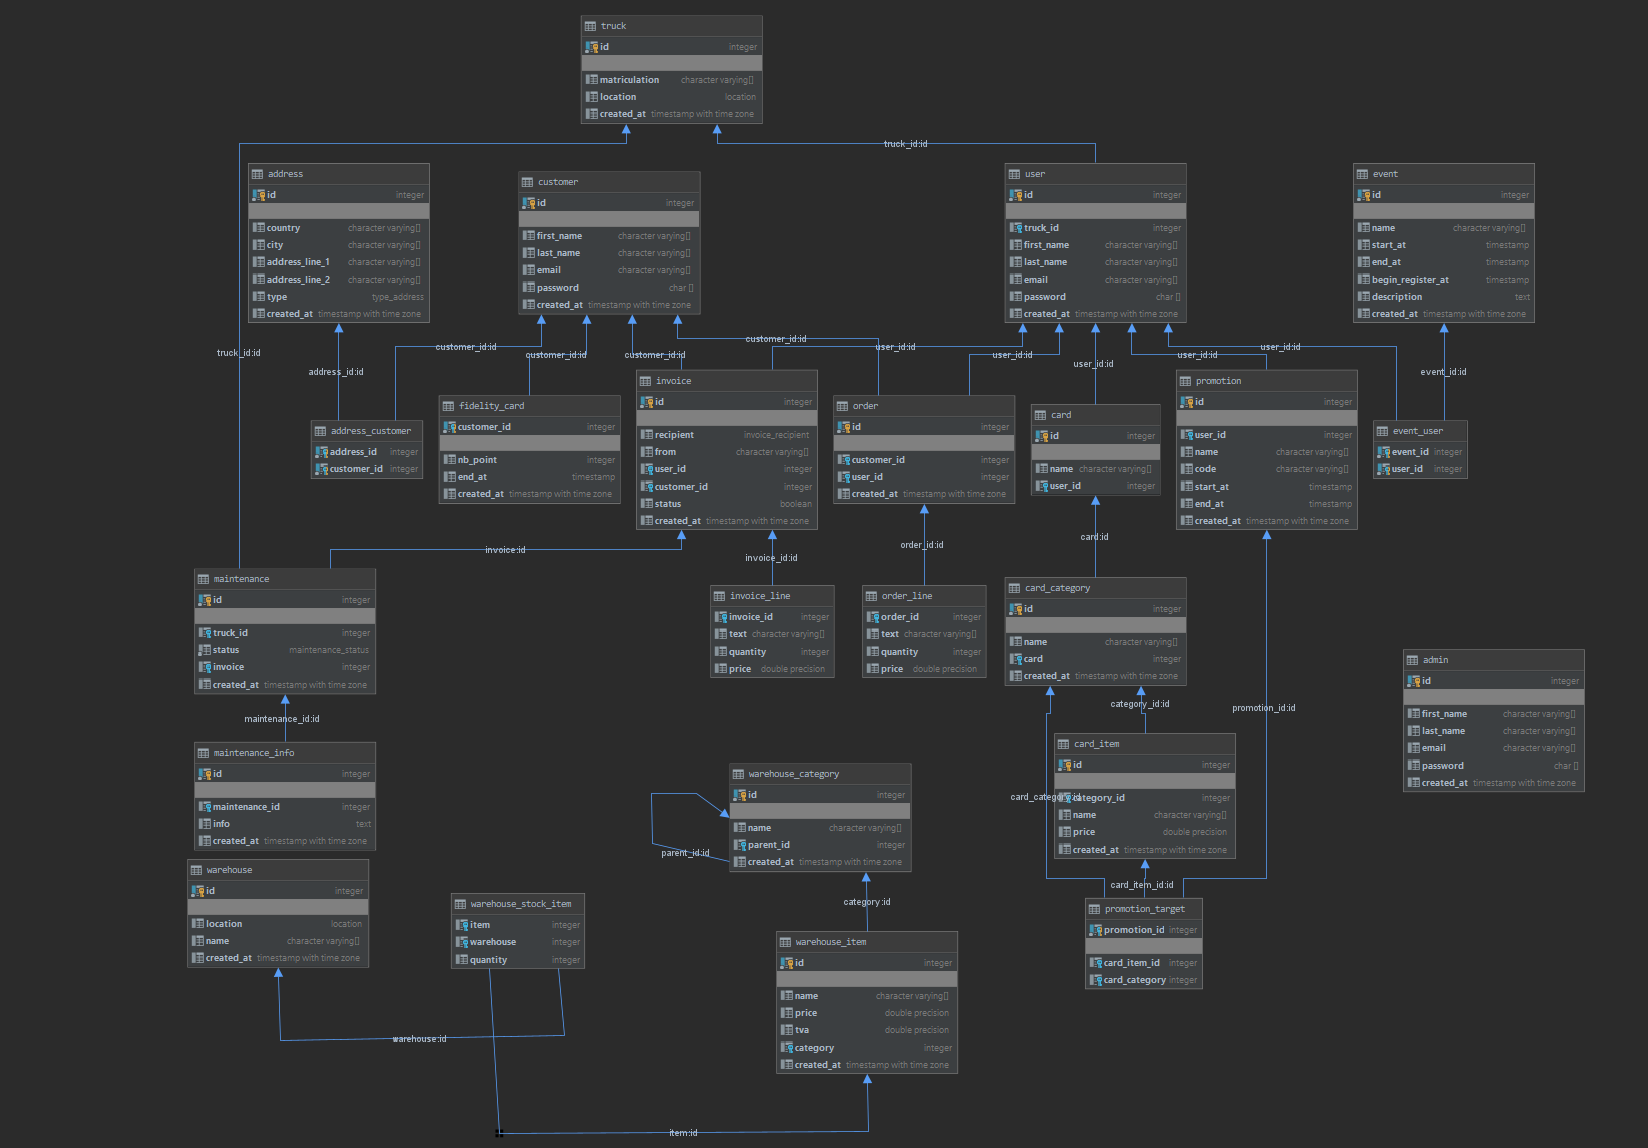 truck
id integer
matriculation character varying[]
location location
created_at timestamp with time zone
truck_id:id
address
id integer
country character varying[]
city character varying[]
address_line_1 character varying[]
address_line_2 character varying[]
type type_address
created_at timestamp with time zone
customer
id integer
first_name character varying[]
last_name character varying[]
email character varying[]
password char []
created_at timestamp with time zone
user
id integer
truck_id integer
first_name character varying[]
last_name character varying[]
email character varying[]
password char []
created_at timestamp with time zone
event
id integer
name character varying[]
start_at timestamp
end_at timestamp
begin_register_at timestamp
description text
created_at timestamp with time zone
truck_id:id
address_id:id
customer_id:id
customer_id:id
customer_id:id
customer_id:id
user_id:id
user_id:id
user_id:id
user_id:id
user_id:id
event_id:id
address_customer
address_id integer
customer_id integer
fidelity_card
customer_id integer
nb_point integer
end_at timestamp
created_at timestamp with time zone
invoice
id integer
recipient invoice_recipient
from character varying[]
user_id integer
customer_id integer
status boolean
created_at timestamp with time zone
order
id integer
customer_id integer
user_id integer
created_at timestamp with time zone
card
id integer
name character varying[]
user_id integer
promotion
id integer
user_id integer
name character varying[]
code character varying[]
start_at timestamp
end_at timestamp
created_at timestamp with time zone
event_user
event_id integer
user_id integer
invoice:id
invoice_id:id
order_id:id
card:id
maintenance
id integer
truck_id integer
status maintenance_status
invoice integer
created_at timestamp with time zone
invoice_line
invoice_id integer
text character varying[]
quantity integer
price double precision
order_line
order_id integer
text character varying[]
quantity integer
price double precision
card_category
id integer
name character varying[]
card integer
created_at timestamp with time zone
admin
id integer
first_name character varying[]
last_name character varying[]
email character varying[]
password char []
created_at timestamp with time zone
maintenance_id:id
category_id:id
promotion_id:id
maintenance_info
id integer
maintenance_id integer
info text
created_at timestamp with time zone
warehouse_category
id integer
name character varying[]
parent_id integer
created_at timestamp with time zone
parent_id:id
card_item
id integer
card_category:id
category_id integer
name character varying[]
price double precision
created_at timestamp with time zone
card_item_id:id
warehouse
id integer
location location
name character varying[]
created_at timestamp with time zone
warehouse_stock_item
item integer
warehouse integer
quantity integer
category:id
warehouse_item
id integer
name character varying[]
price double precision
tva double precision
category integer
created_at timestamp with time zone
promotion_target
promotion_id integer
card_item_id integer
card_category integer
warehouse:id
item:id